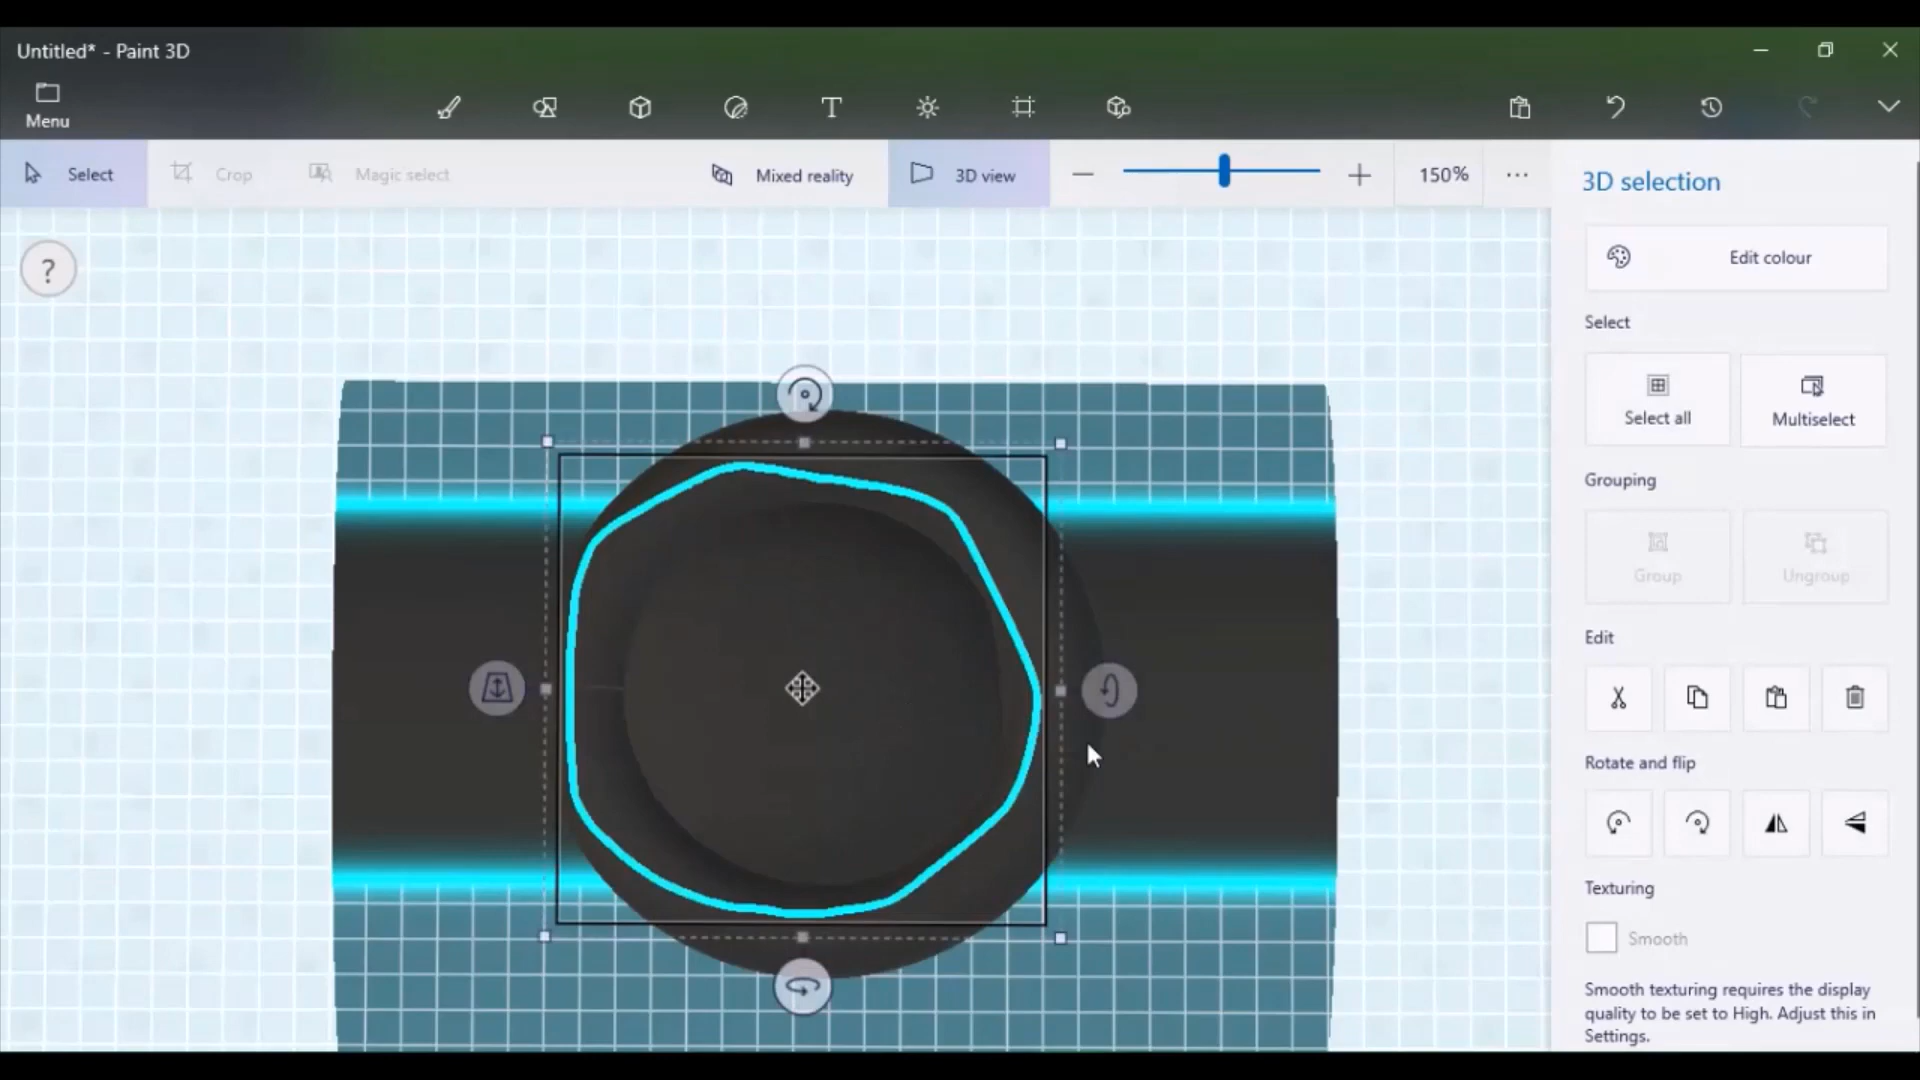 Untitled* - Paint 3D
Menu
T
Select
Crop
Magic select
Mixed reality
3D view
150%
3D selection
?
Edit colour
Select
Select all
Multiselect
Grouping
Group
Ungroup
Edit
Rotate and flip
Texturing
Smooth
Smooth texturing requires the display
quality to be set to High. Adjust this in
Settings.